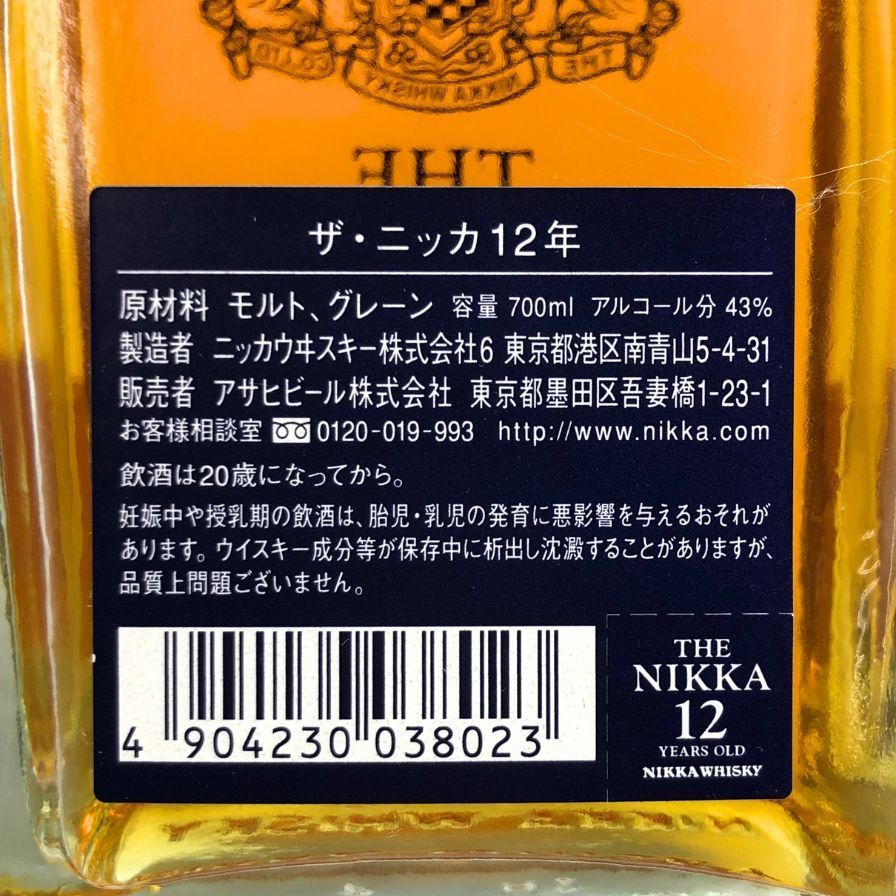 THE NIKKA WHISKY CO LTD
THE
ザ・ニッカ12年
原材料 モルト、グレーン 容量 700ml アルコール分 43%
製造者 ニッカウヰスキー株式会社6 東京都港区南青山5-4-31
販売者 アサヒビール株式会社 東京都墨田区吾妻橋1-23-1
お客様相談室 0120-019-993 http://www.nikka.com
飲酒は20歳になってから。
妊娠中や授乳期の飲酒は、胎児・乳児の発育に悪影響を与えるおそれが
あります。ウイスキー成分等が保存中に析出し沈澱することがありますが、
品質上問題ございません。
4 904230 038023
THE
NIKKA
12
YEARS OLD
NIKKA WHISKY